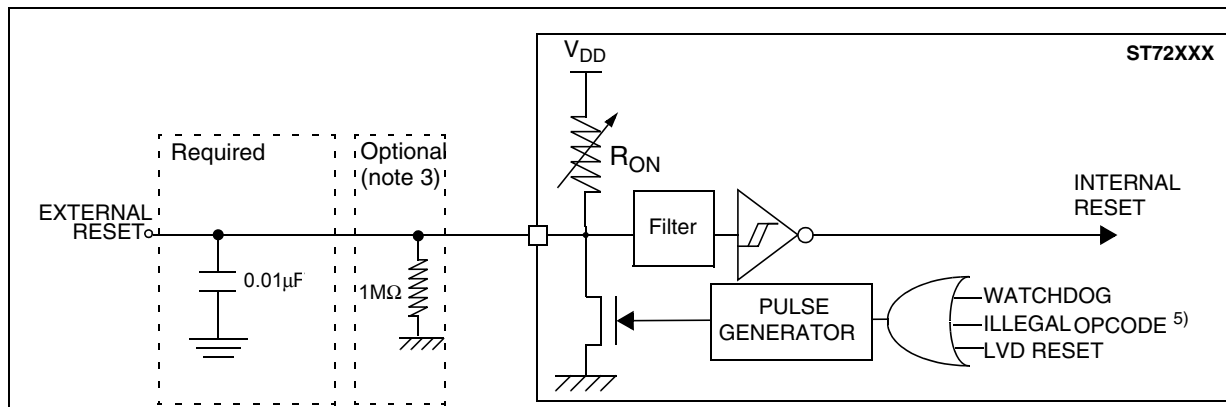 V_DD
ST72XXX
Required
Optional
(note 3)
R_ON
EXTERNAL
RESET
INTERNAL
RESET
Filter
0.01μF
1MΩ
PULSE
GENERATOR
WATCHDOG
ILLEGAL OPCODE 5)
LVD RESET